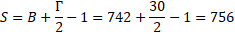 S = B + Γ/2 − 1 = 742 + 30/2 − 1 = 756